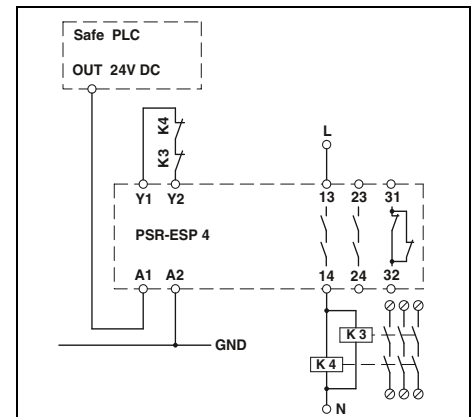 Safe PLC
OUT 24V DC
K4
K3
L
Y1 Y2 13 23 31
PSR-ESP 4
A1 A2 14 24 32
GND
K 3
K 4
N